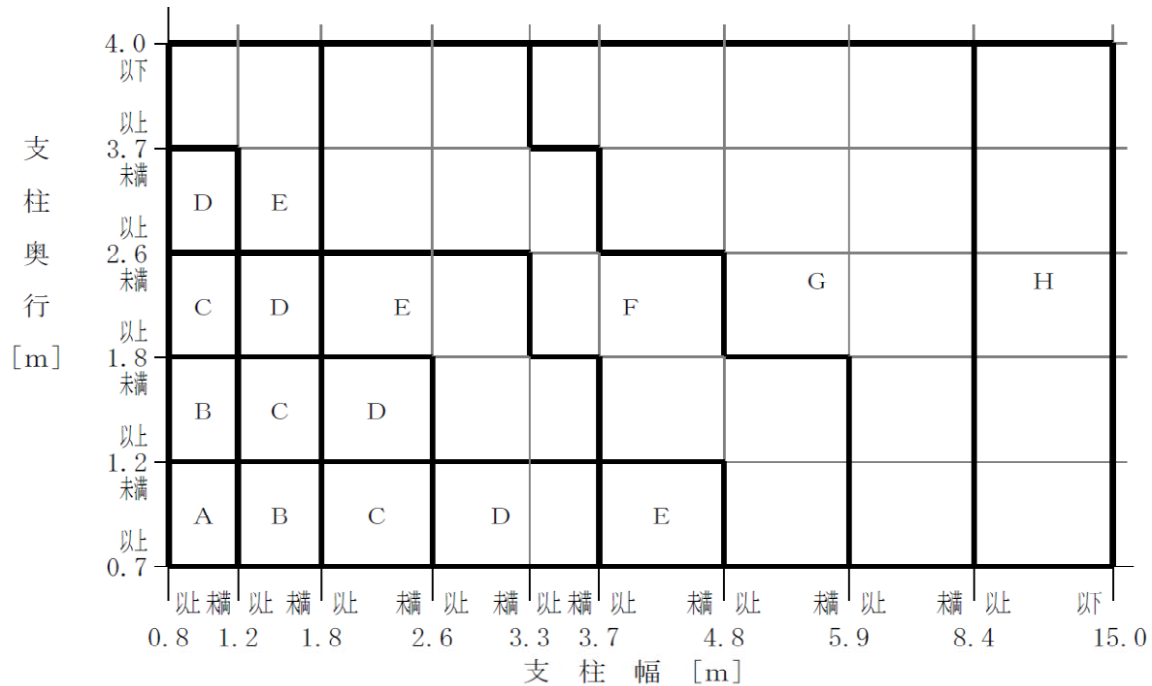 4.0
以下
以上
3.7
未満
D E
以上
2.6
未満
C D E F G H
以上
1.8
未満
B C D
以上
1.2
未満
A B C D E
以上
0.7
支柱奥行[m]
以上 未満 以上 未満 以上 未満 以上 未満 以上 未満 以上 未満 以上 未満 以上 未満 以上 以下
0.8 1.2 1.8 2.6 3.3 3.7 4.8 5.9 8.4 15.0
支柱幅 [m]